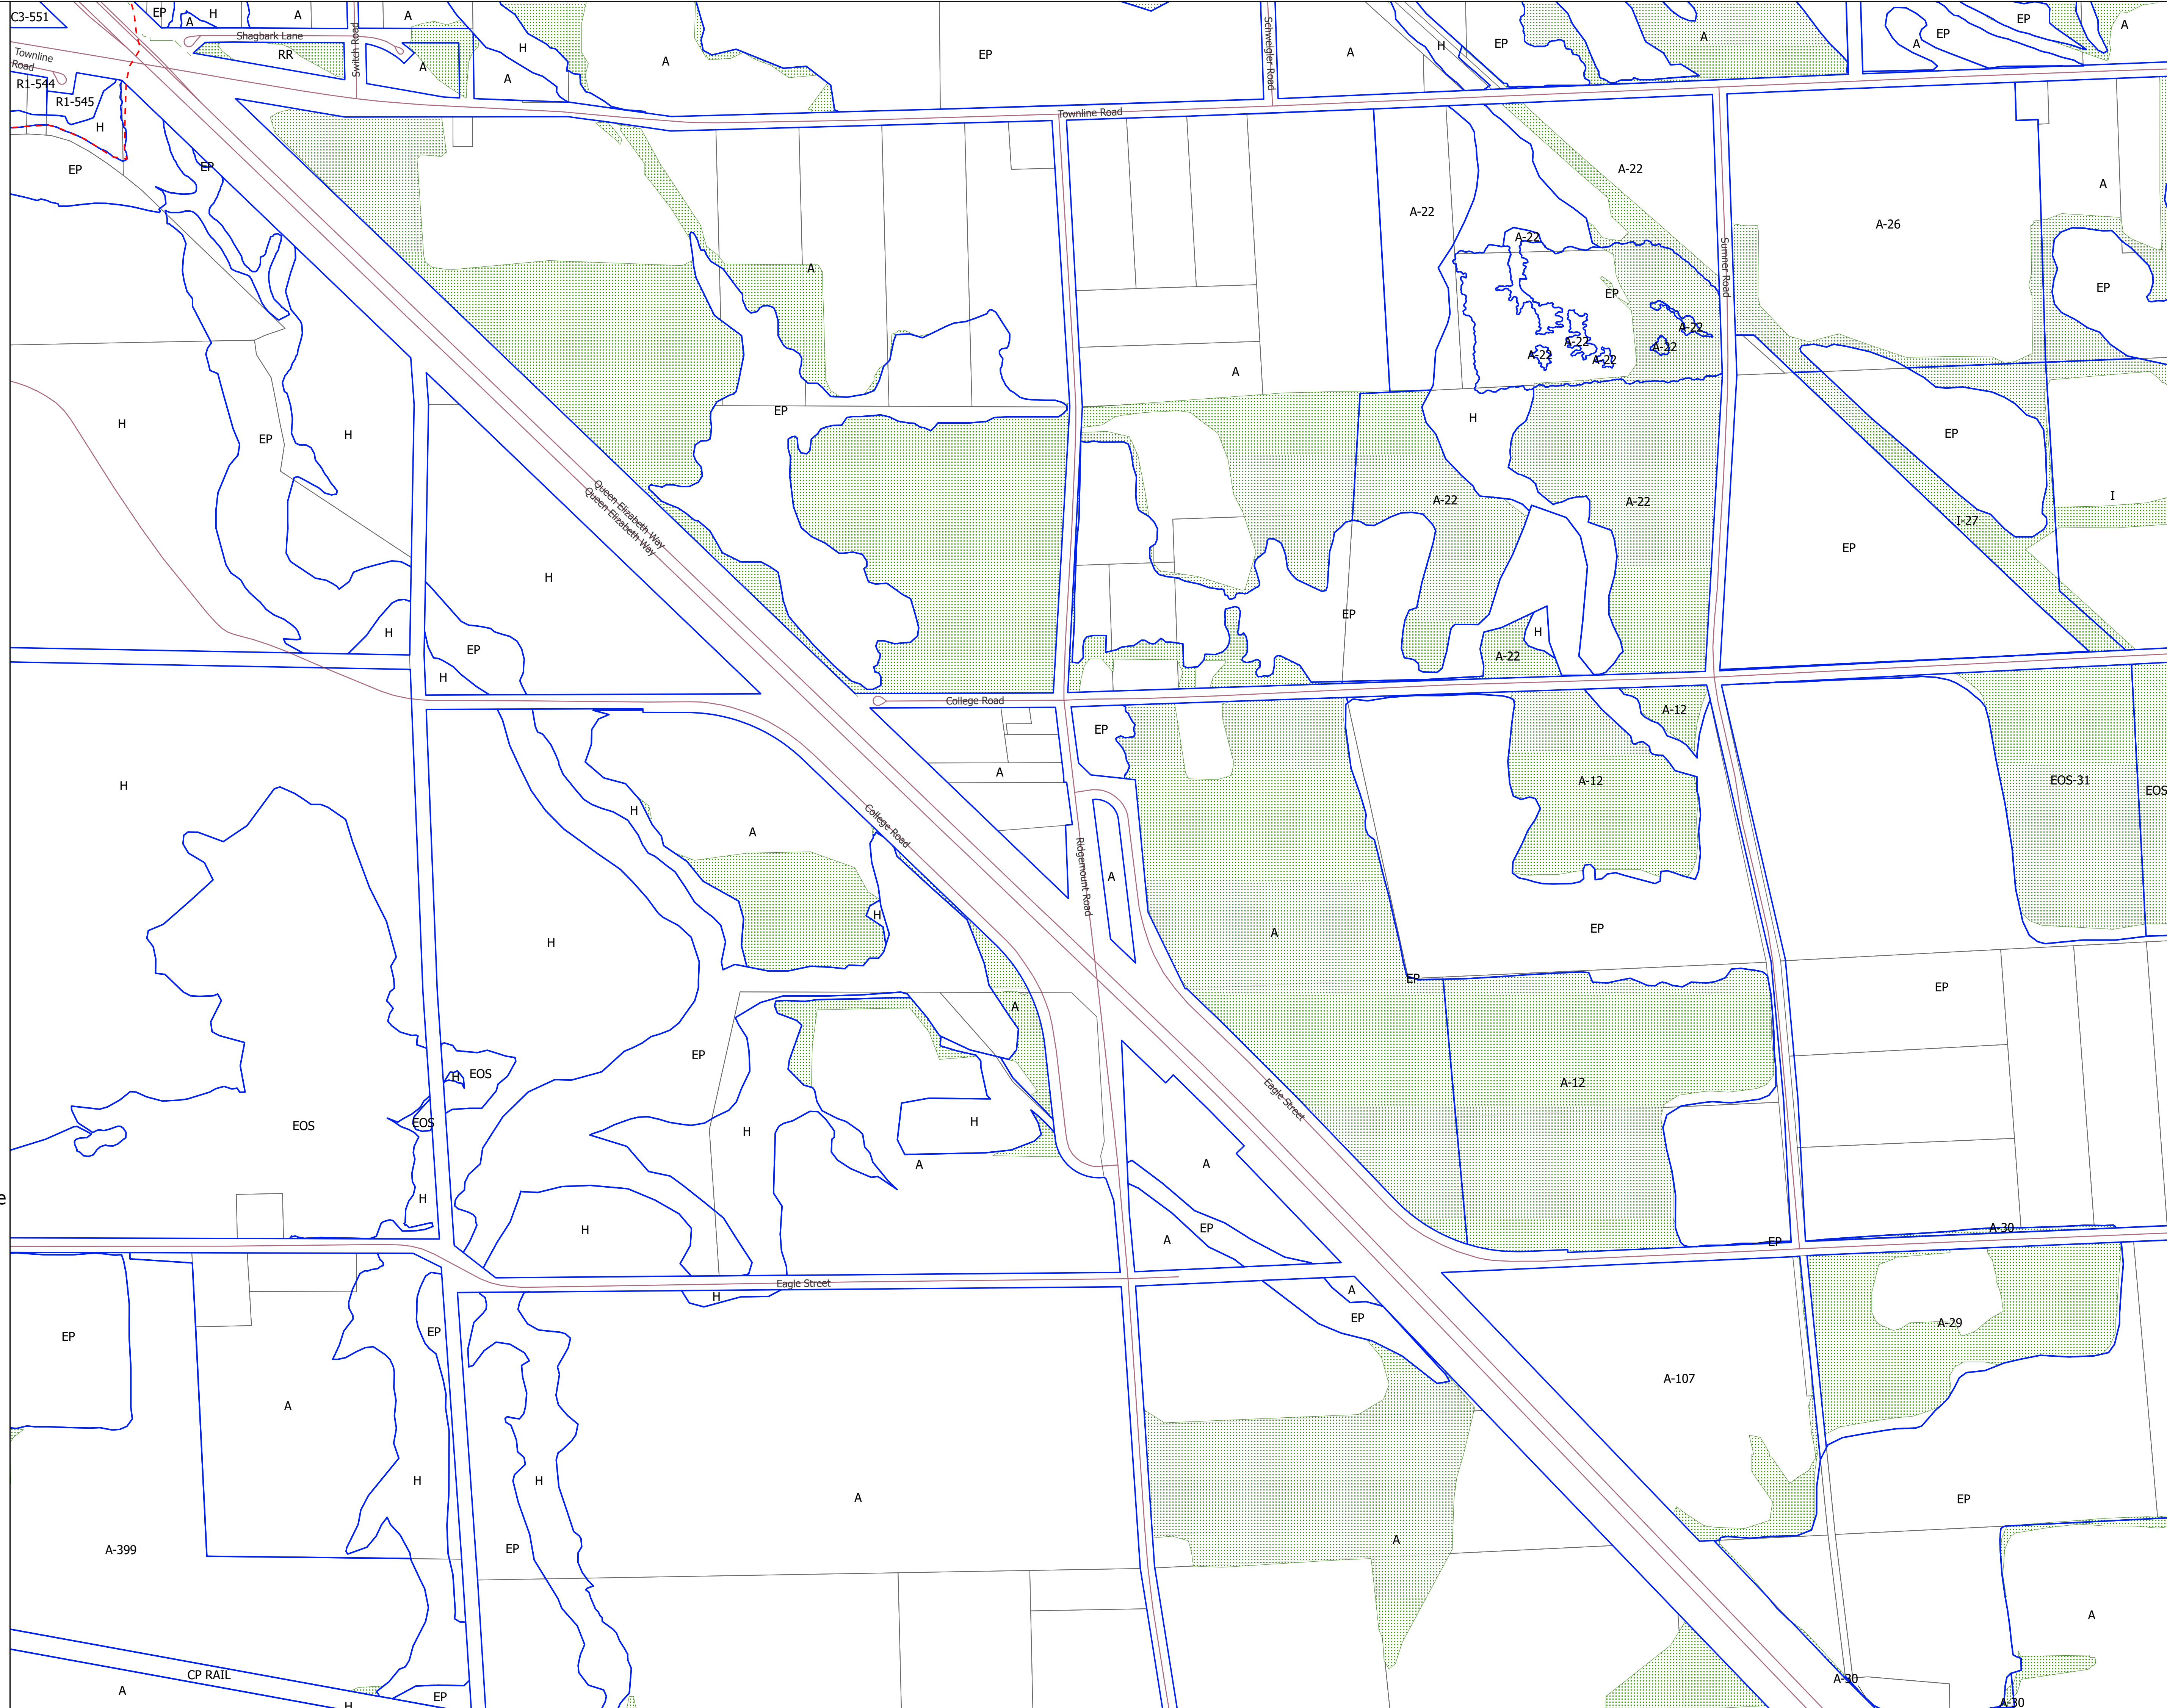 C3-551
EP
A
H
A
A
Shagbark Lane
RR
Switch Road
A
H
A
A
EP
Schweigler Road
A
H
EP
A
A
EP
EP
A
Townline
Road
R1-544
R1-545
H
EP
EP
Townline Road
A-22
A-22
A-22
EP
A-22
A-22
A-22
A-22
A-22
Sumner Road
A-26
A
EP
A
A
EP
H
EP
H
H
H
EP
H
Queen Elizabeth Way
Queen Elizabeth Way
H
A-22
A-22
EP
I
I-27
EP
EP
H
A-22
College Road
EP
A
A-12
A-12
EOS-31
EOS
H
H
A
College Road
Ridgemount Road
A
H
H
A
EP
EP
EP
A
EP
H
EOS
EOS
EOS
H
H
H
A
A
EP
A
H
Eagle Street
A-12
A-30
EP
e
Eagle Street
H
A
EP
EP
EP
A-29
A-107
A
H
H
A
EP
A-399
EP
A
A
CP RAIL
A
H
EP
A-30
A-30